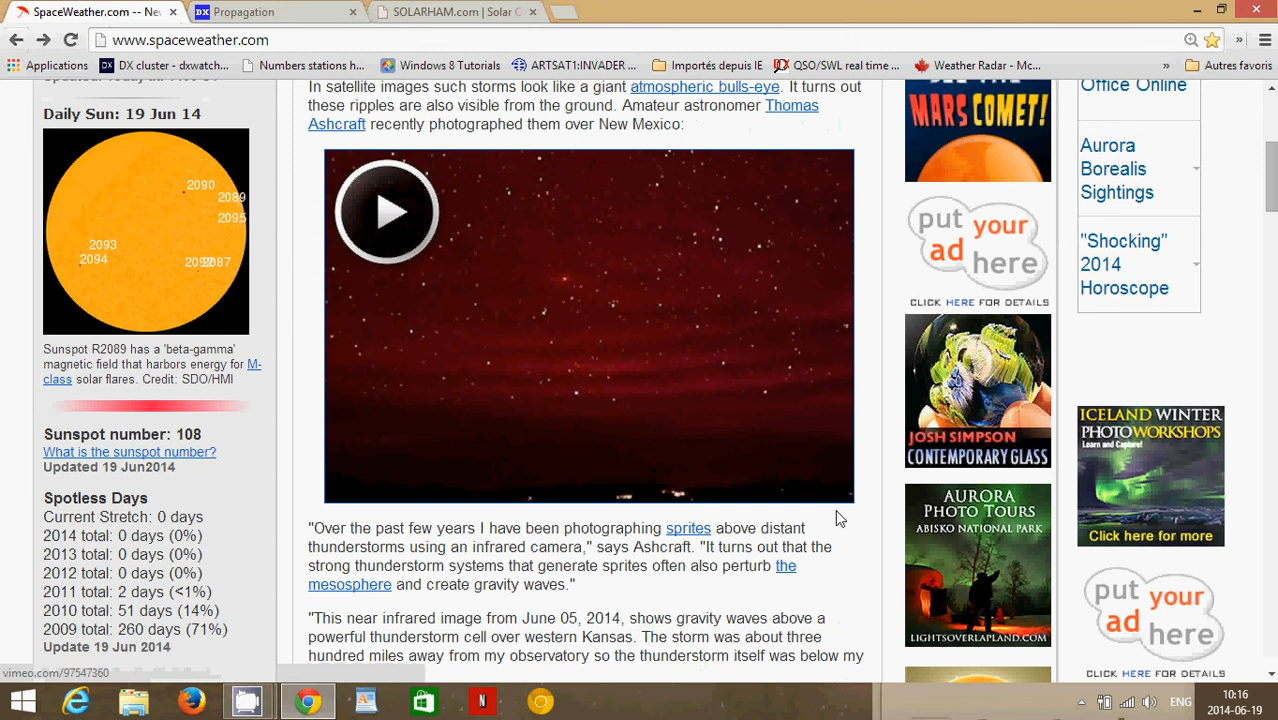 SpaceWeather.com -- Ne
Propagation
SOLARHAM.com | Solar C
www.spaceweather.com
Applications
DX cluster - dxwatch...
Numbers stations h...
Windows 8 Tutorials
ARTSAT1:INVADER ...
Importés depuis IE
QSO/SWL real time ...
Weather Radar - Mc...
»
Autres favoris
Daily Sun: 19 Jun 14
2090
2089
2095
2093
2094
2087
Sunspot R2089 has a 'beta-gamma'
magnetic field that harbors energy for M-
class solar flares. Credit: SDO/HMI
Sunspot number: 108
What is the sunspot number?
Updated 19 Jun2014
Spotless Days
Current Stretch: 0 days
2014 total: 0 days (0%)
2013 total: 0 days (0%)
2012 total: 0 days (0%)
2011 total: 2 days (<1%)
2010 total: 51 days (14%)
2009 total: 260 days (71%)
Update 19 Jun 2014
In satellite images such storms look like a giant atmospheric bulls-eye. It turns out
these ripples are also visible from the ground. Amateur astronomer Thomas
Ashcraft recently photographed them over New Mexico:
"Over the past few years I have been photographing sprites above distant
thunderstorms using an infrared camera," says Ashcraft. "It turns out that the
strong thunderstorm systems that generate sprites often also perturb the
mesosphere and create gravity waves."
"This near infrared image from June 05, 2014, shows gravity waves above a
powerful thunderstorm cell over western Kansas. The storm was about three
hundred miles away from my observatory so the thunderstorm itself was below my
MARS COMET!
put your
ad here
CLICK HERE FOR DETAILS
JOSH SIMPSON
CONTEMPORARY GLASS
AURORA
PHOTO TOURS
ABISKO NATIONAL PARK
LIGHTSOVERLAPLAND.COM
Office Online
Aurora
Borealis
Sightings
"Shocking"
2014
Horoscope
ICELAND WINTER
PHOTOWORKSHOPS
Learn and Capture!
Click here for more
put your
ad here
CLICK HERE FOR DETAILS
vimeo.com/97547360
ENG
10:16
2014-06-19